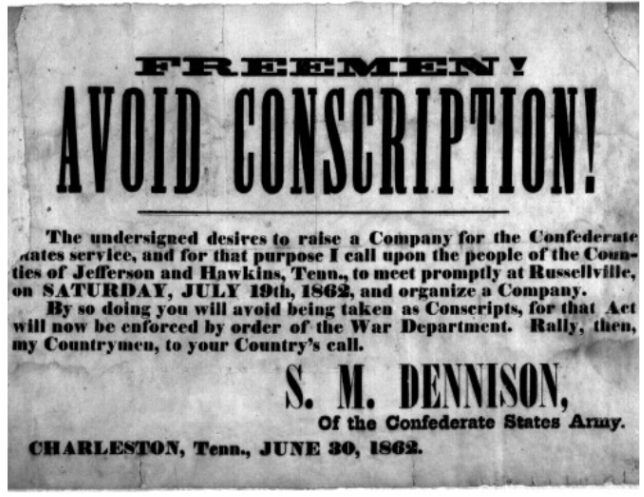 FREEMEN!
AVOID CONSCRIPTION!
The undersigned desires to raise a Company for the Confederate
ates service, and for that purpose I call upon the people of the Coun-
ties of Jefferson and Hawkins, Tenn., to meet promptly at Russellville,
on SATURDAY, JULY 19th, 1862, and organize a Company.
By so doing you will avoid being taken as Conscripts, for that Act
will now be enforced by order of the War Department. Rally, then,
my Countrymen, to your Country's call.
S. M. DENNISON,
Of the Confederate States Army.
CHARLESTON, Tenn., JUNE 30, 1862.